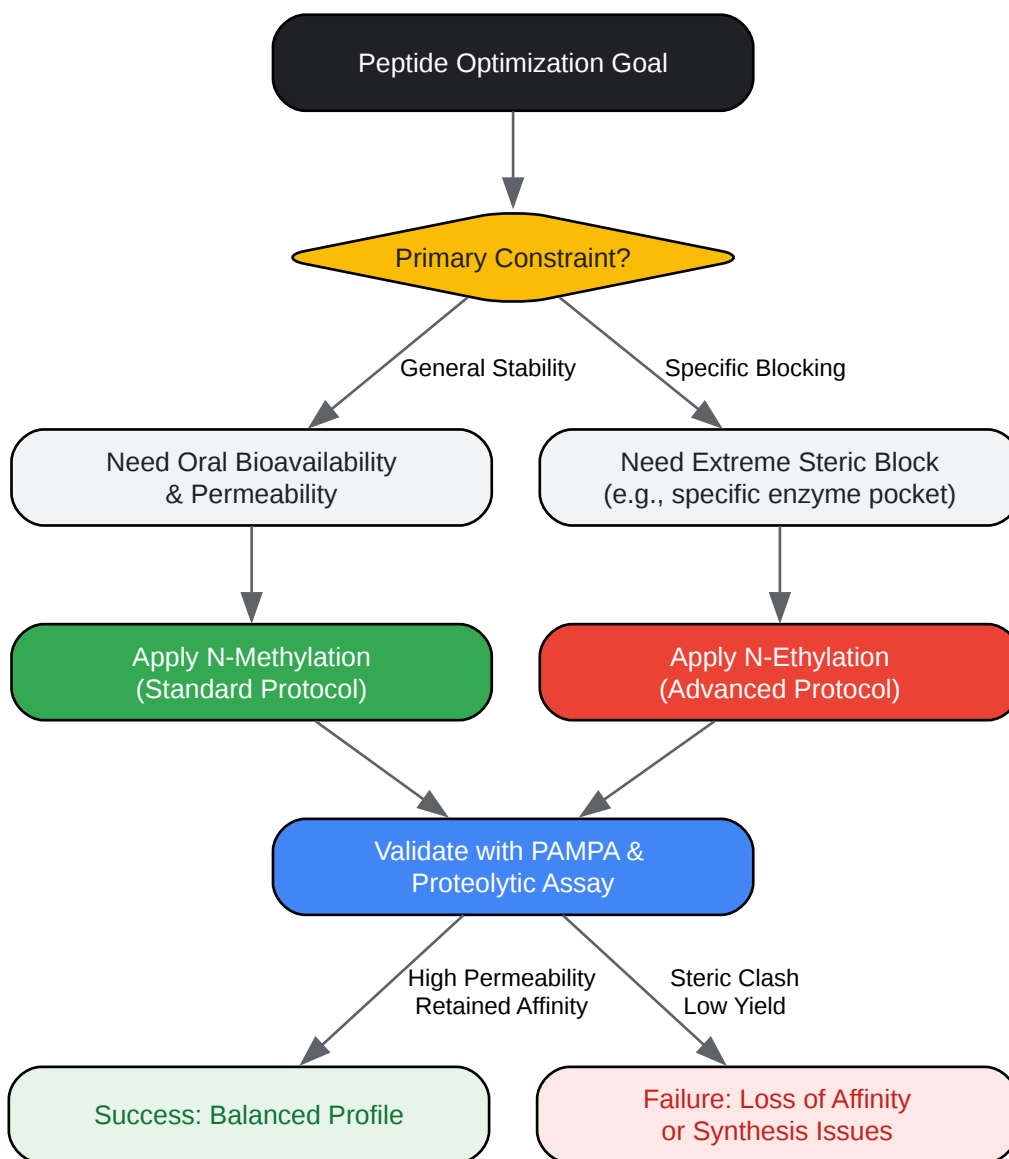 Peptide Optimization Goal
Primary Constraint?
General Stability
Specific Blocking
Need Oral Bioavailability
& Permeability
Need Extreme Steric Block
(e.g., specific enzyme pocket)
Apply N-Methylation
(Standard Protocol)
Apply N-Ethylation
(Advanced Protocol)
Validate with PAMPA &
Proteolytic Assay
High Permeability
Retained Affinity
Steric Clash
Low Yield
Success: Balanced Profile
Failure: Loss of Affinity
or Synthesis Issues